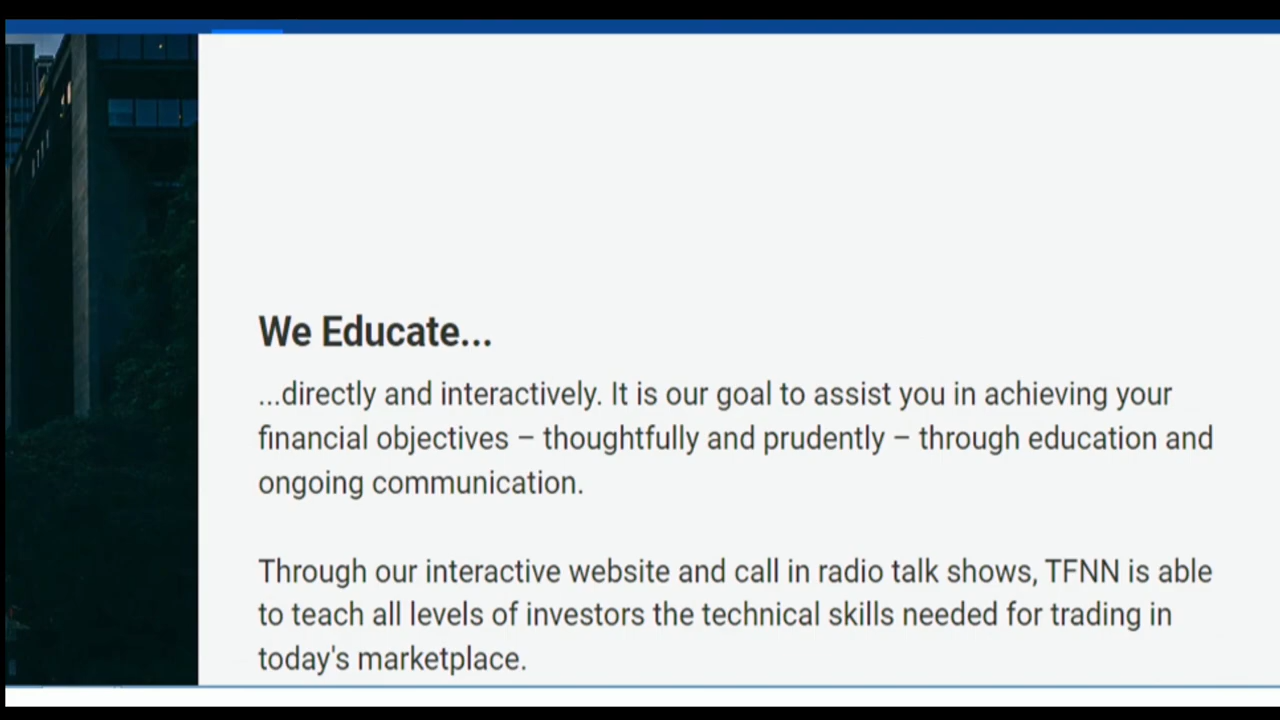 We Educate...
...directly and interactively. It is our goal to assist you in achieving your
financial objectives – thoughtfully and prudently – through education and
ongoing communication.
Through our interactive website and call in radio talk shows, TFNN is able
to teach all levels of investors the technical skills needed for trading in
today's marketplace.